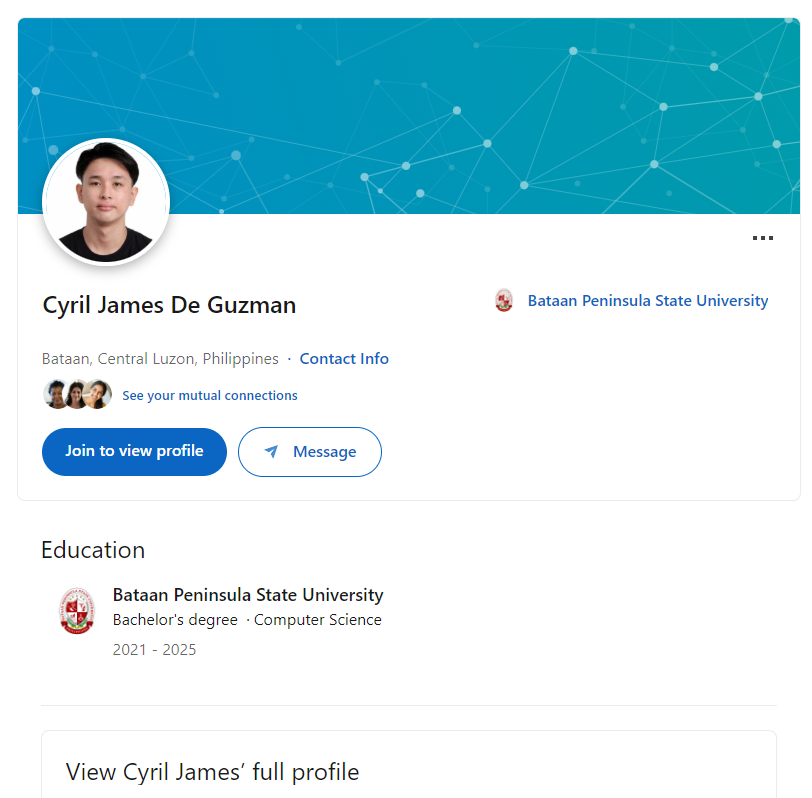 Cyril James De Guzman
Bataan Peninsula State University
Bataan, Central Luzon, Philippines · Contact Info
See your mutual connections
Join to view profile
Message
Education
Bataan Peninsula State University
Bachelor's degree · Computer Science
2021 - 2025
View Cyril James’ full profile